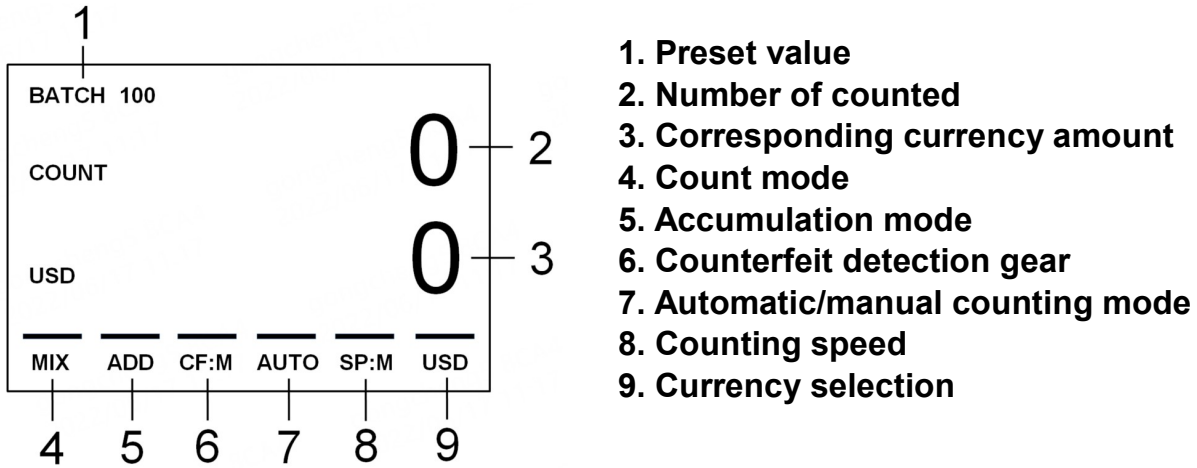 1
BATCH 100
0
2
COUNT
0
3
USD
MIX ADD CF:M AUTO SP:M USD
4 5 6 7 8 9
1. Preset value
2. Number of counted
3. Corresponding currency amount
4. Count mode
5. Accumulation mode
6. Counterfeit detection gear
7. Automatic/manual counting mode
8. Counting speed
9. Currency selection